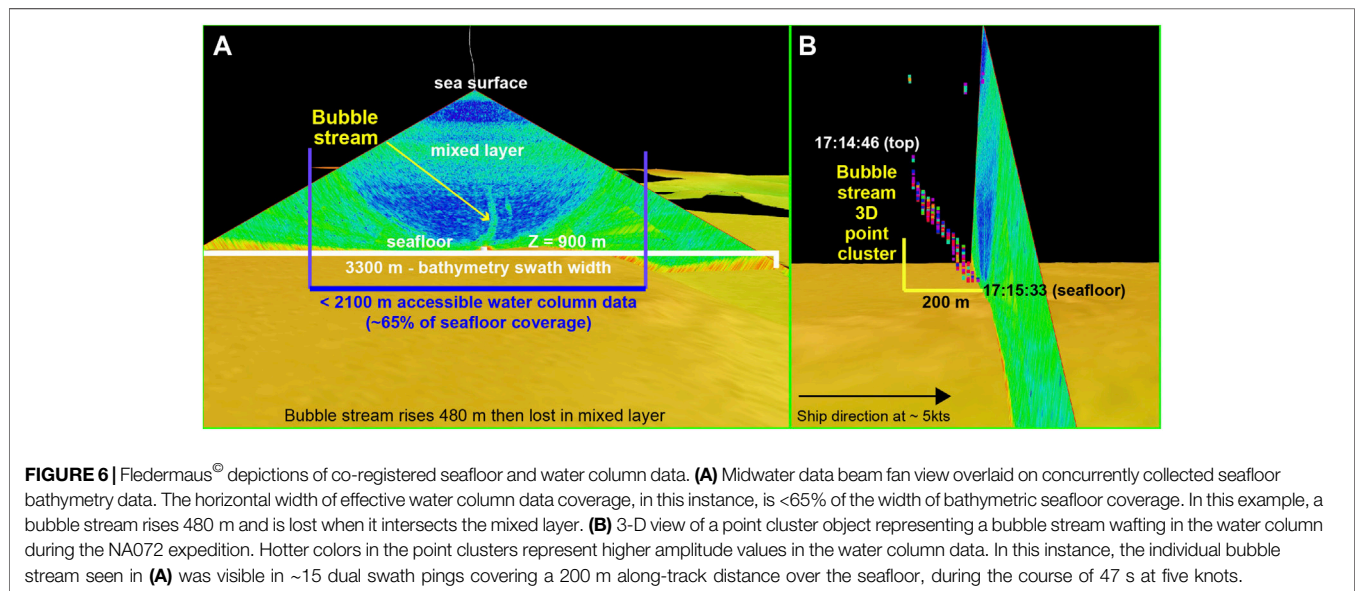 A
sea surface
Bubble
stream
mixed layer
seafloor
Z = 900 m
3300 m - bathymetry swath width
< 2100 m accessible water column data
(~65% of seafloor coverage)
Bubble stream rises 480 m then lost in mixed layer
B
17:14:46 (top)
Bubble
stream
3D
point
cluster
200 m
17:15:33 (seafloor)
Ship direction at ~ 5kts
FIGURE 6 | Fledermaus© depictions of co-registered seafloor and water column data. (A) Midwater data beam fan view overlaid on concurrently collected seafloor
bathymetry data. The horizontal width of effective water column data coverage, in this instance, is <65% of the width of bathymetric seafloor coverage. In this example, a
bubble stream rises 480 m and is lost when it intersects the mixed layer. (B) 3-D view of a point cluster object representing a bubble stream wafting in the water column
during the NA072 expedition. Hotter colors in the point clusters represent higher amplitude values in the water column data. In this instance, the individual bubble
stream seen in (A) was visible in ~15 dual swath pings covering a 200 m along-track distance over the seafloor, during the course of 47 s at five knots.